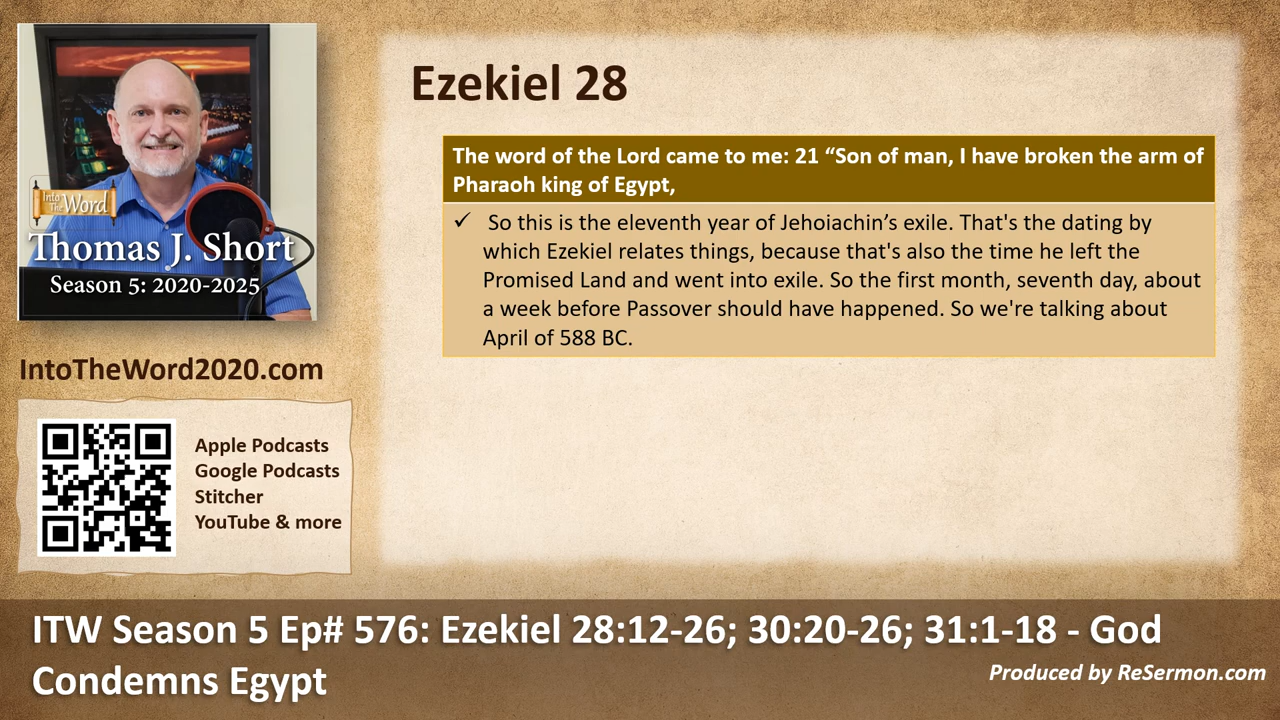 Into
The Word
Thomas J. Short
Season 5: 2020-2025
IntoTheWord2020.com
Apple Podcasts
Google Podcasts
Stitcher
YouTube & more
Ezekiel 28
The word of the Lord came to me: 21 “Son of man, I have broken the arm of
Pharaoh king of Egypt,
✓ So this is the eleventh year of Jehoiachin’s exile. That's the dating by
which Ezekiel relates things, because that's also the time he left the
Promised Land and went into exile. So the first month, seventh day, about
a week before Passover should have happened. So we're talking about
April of 588 BC.
ITW Season 5 Ep# 576: Ezekiel 28:12-26; 30:20-26; 31:1-18 - God
Condemns Egypt
Produced by ReSermon.com